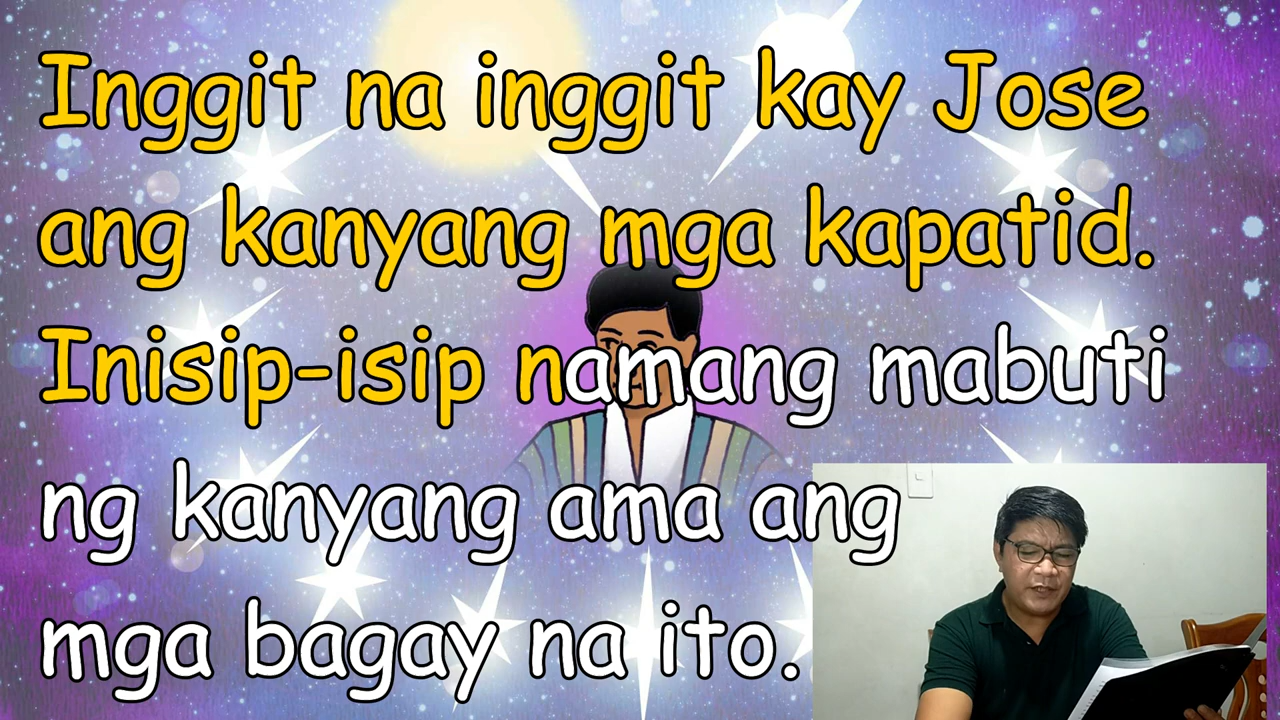 Inggit na inggit kay Jose
ang kanyang mga kapatid.
Inisip-isip namang mabuti
ng kanyang ama ang
mga bagay na ito.